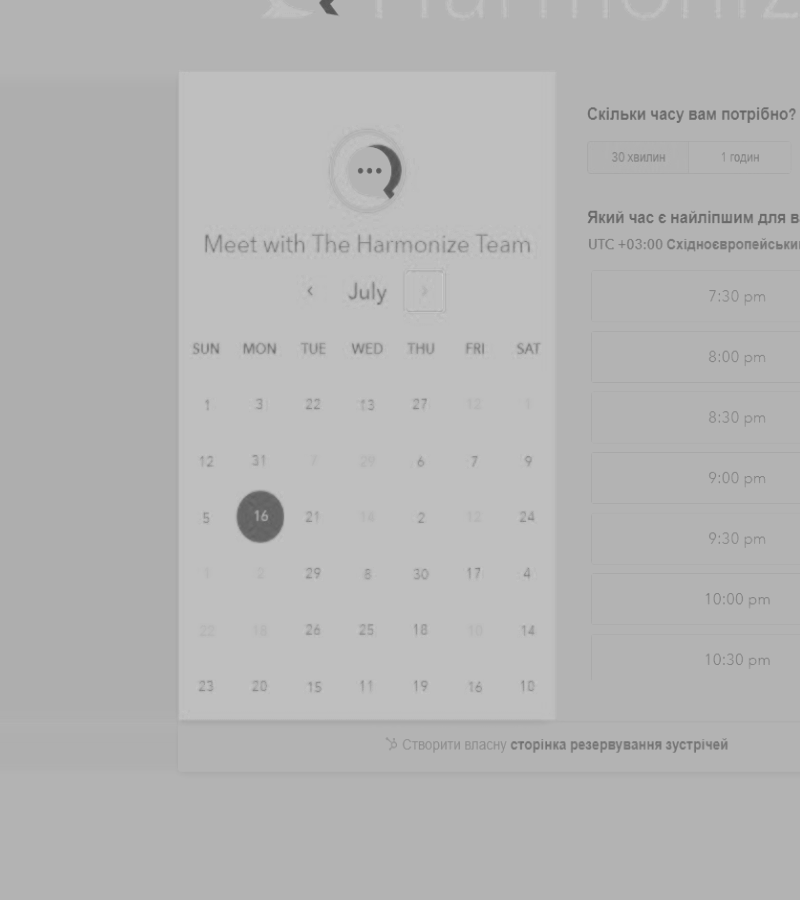 Harmoniz
Meet with The Harmonize Team
July
SUN MON TUE WED THU FRI SAT
1 3 22 13 27 12 1
12 31 7 29 6 7 9
5 16 21 14 2 12 24
1 2 29 8 30 17 4
22 18 26 25 18 10 14
23 20 15 11 19 16 10
Скільки часу вам потрібно?
30 хвилин 1 годин
Який час є найліпшим для в
UTC +03:00 Східноєвропейськи
7:30 pm
8:00 pm
8:30 pm
9:00 pm
9:30 pm
10:00 pm
10:30 pm
Створити власну сторінка резервування зустрічей